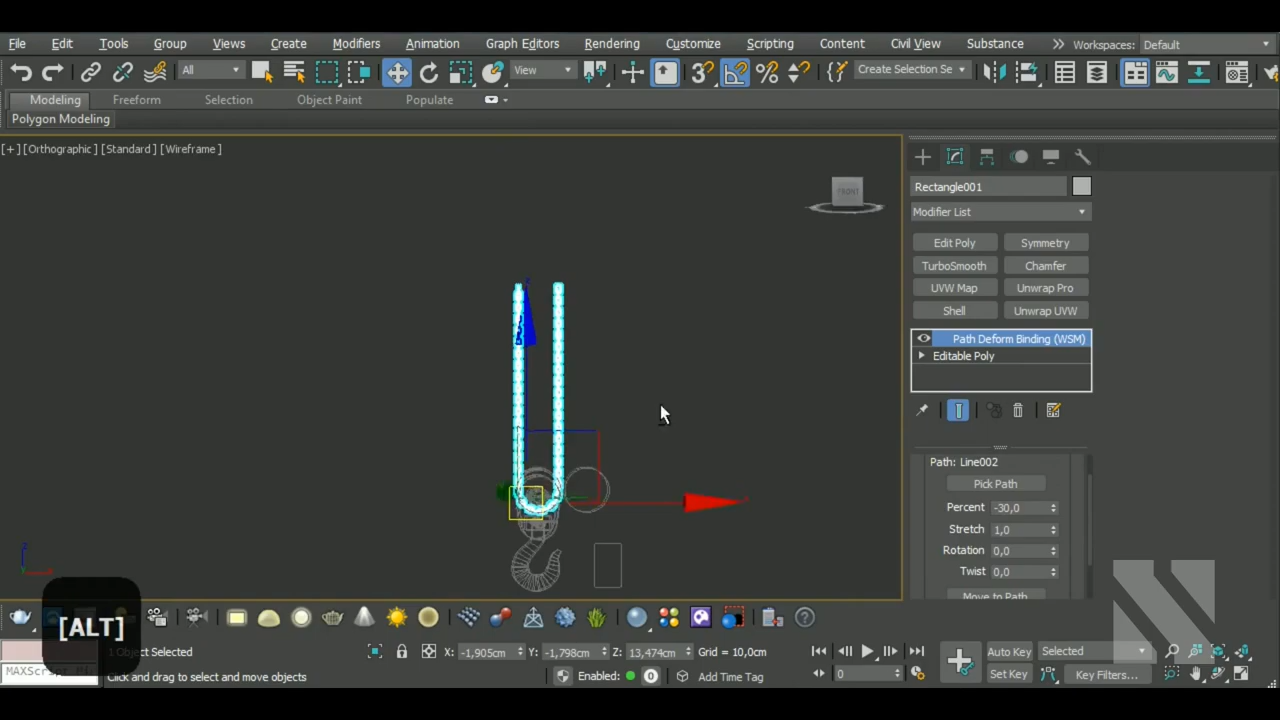 File Edit Tools Group Views Create Modifiers Animation Graph Editors Rendering Customize Scripting Content Civil View Substance Workspaces: Default
All View Create Selection Se
Modeling Freeform Selection Object Paint Populate
Polygon Modeling
[+] [Orthographic] [Standard] [Wireframe]
FRONT
Rectangle001
Modifier List
Edit Poly Symmetry
TurboSmooth Chamfer
UVW Map Unwrap Pro
Shell Unwrap UVW
Path Deform Binding (WSM)
Editable Poly
Path: Line002
Pick Path
Percent -30,0
Stretch 1,0
Rotation 0,0
Twist 0,0
Move to Path
[ALT]
1 Object Selected X: -1,905cm Y: -1,798cm Z: 13,474cm Grid = 10,0cm Auto Key Selected
MAXScript Click and drag to select and move objects Enabled: 0 Add Time Tag 0 Set Key Key Filters...